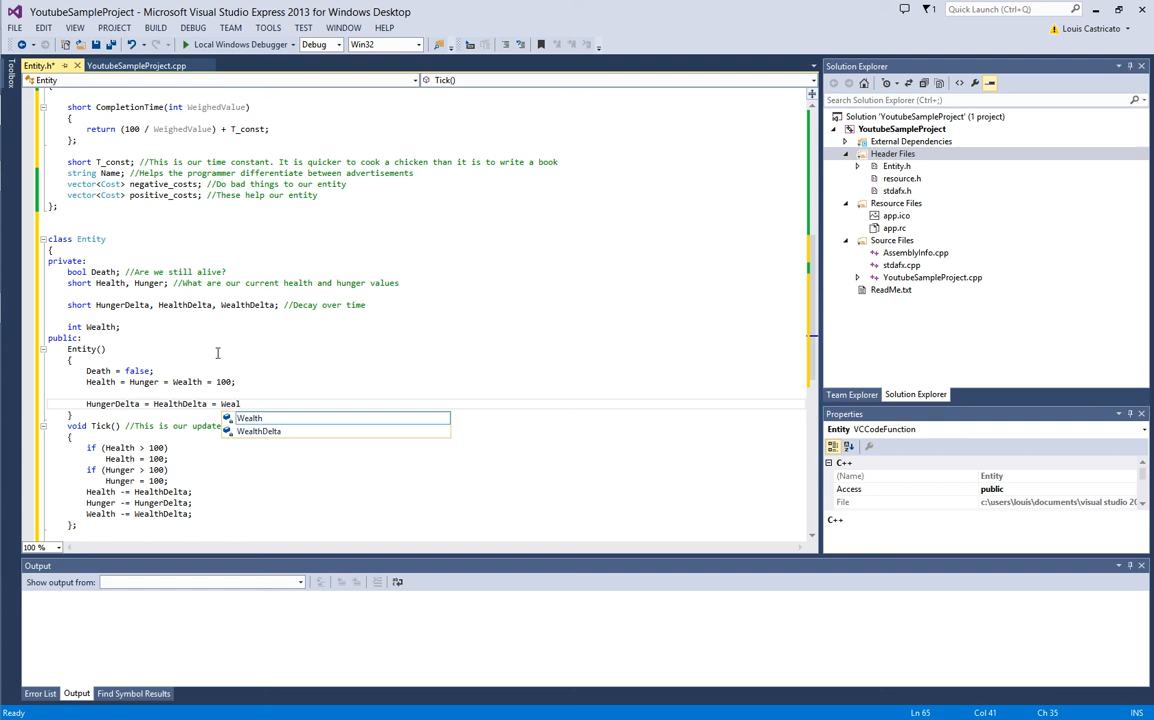 YoutubeSampleProject - Microsoft Visual Studio Express 2013 for Windows Desktop
1
Quick Launch (Ctrl+Q)
FILE EDIT VIEW PROJECT BUILD DEBUG TEAM TOOLS TEST WINDOW HELP
Louis Castricato
Local Windows Debugger Debug Win32
Toolbox
Entity.h* YoutubeSampleProject.cpp
Entity Tick()
{
short CompletionTime(int WeighedValue)
{
return (100 / WeighedValue) + T_const;
};
short T_const; //This is our time constant. It is quicker to cook a chicken than it is to write a book
string Name; //Helps the programmer differentiate between advertisements
vector<Cost> negative_costs; //Do bad things to our entity
vector<Cost> positive_costs; //These help our entity
};
class Entity
{
private:
bool Death; //Are we still alive?
short Health, Hunger; //What are our current health and hunger values
short HungerDelta, HealthDelta, WealthDelta; //Decay over time
int Wealth;
public:
Entity()
{
Death = false;
Health = Hunger = Wealth = 100;
HungerDelta = HealthDelta = Weal
Wealth
WealthDelta
}
void Tick() //This is our update
{
if (Health > 100)
Health = 100;
if (Hunger > 100)
Hunger = 100;
Health -= HealthDelta;
Hunger -= HungerDelta;
Wealth -= WealthDelta;
};
100 %
Solution Explorer
Search Solution Explorer (Ctrl+;)
Solution 'YoutubeSampleProject' (1 project)
YoutubeSampleProject
External Dependencies
Header Files
Entity.h
resource.h
stdafx.h
Resource Files
app.ico
app.rc
Source Files
AssemblyInfo.cpp
stdafx.cpp
YoutubeSampleProject.cpp
ReadMe.txt
Team Explorer Solution Explorer
Properties
Entity VCCodeFunction
C++
(Name) Entity
Access public
File c:\users\louis\documents\visual studio 20
C++
Output
Show output from:
Error List Output Find Symbol Results
Ready Ln 65 Col 41 Ch 35 INS